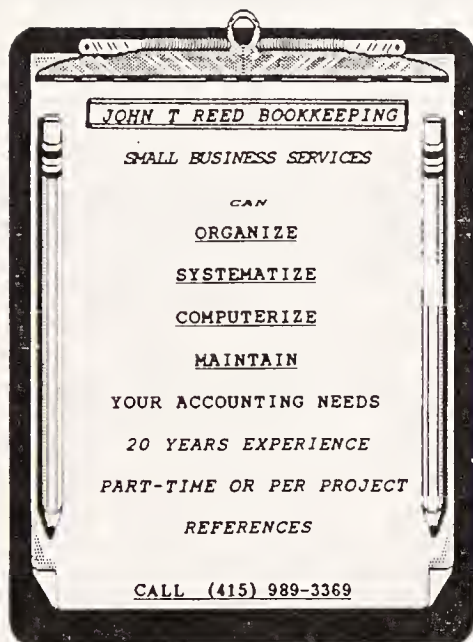 JOHN T REED BOOKKEEPING
SMALL BUSINESS SERVICES
CAN
ORGANIZE
SYSTEMATIZE
COMPUTERIZE
MAINTAIN
YOUR ACCOUNTING NEEDS
20 YEARS EXPERIENCE
PART-TIME OR PER PROJECT
REFERENCES
CALL (415) 989-3369